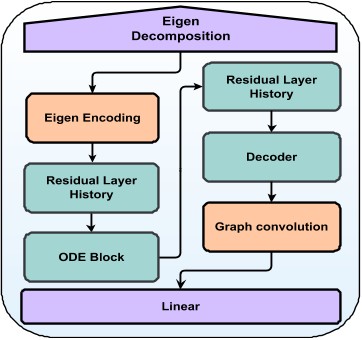 Eigen
Decomposition
Eigen Encoding
Residual Layer
History
ODE Block
Residual Layer
History
Decoder
Graph convolution
Linear